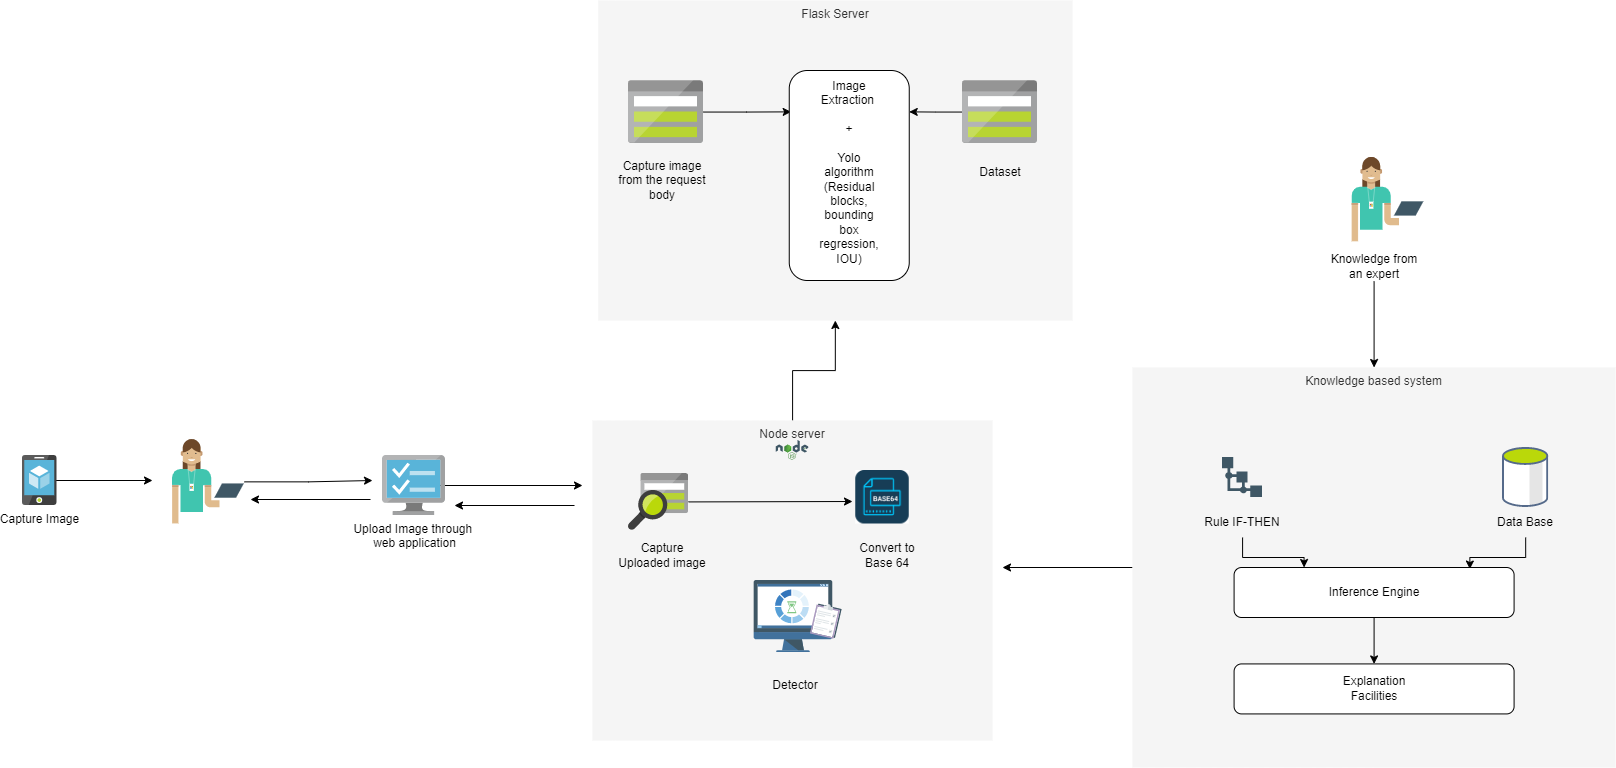 Flask Server
Image
Extraction
+
Yolo
algorithm
(Residual
blocks,
bounding
box
regression,
IOU)
Capture image
from the request
body
Dataset
Knowledge from
an expert
Knowledge based system
Rule IF-THEN
Data Base
Inference Engine
Explanation
Facilities
Node server
node
BASE64
Capture
Uploaded image
Convert to
Base 64
Detector
Capture Image
Upload Image through
web application